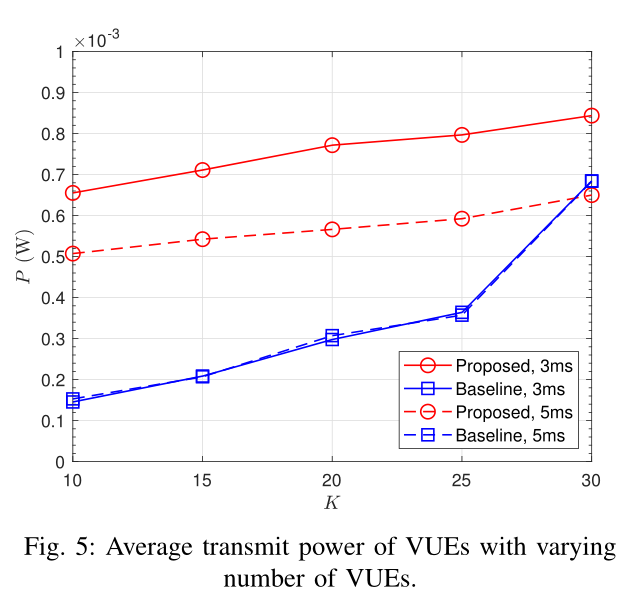 ×10-3
1
0.9
0.8
0.7
0.6
0.5
0.4
0.3
0.2
0.1
0
P (W)
10 15 20 25 30
K
Proposed, 3ms
Baseline, 3ms
Proposed, 5ms
Baseline, 5ms
Fig. 5: Average transmit power of VUEs with varying
number of VUEs.